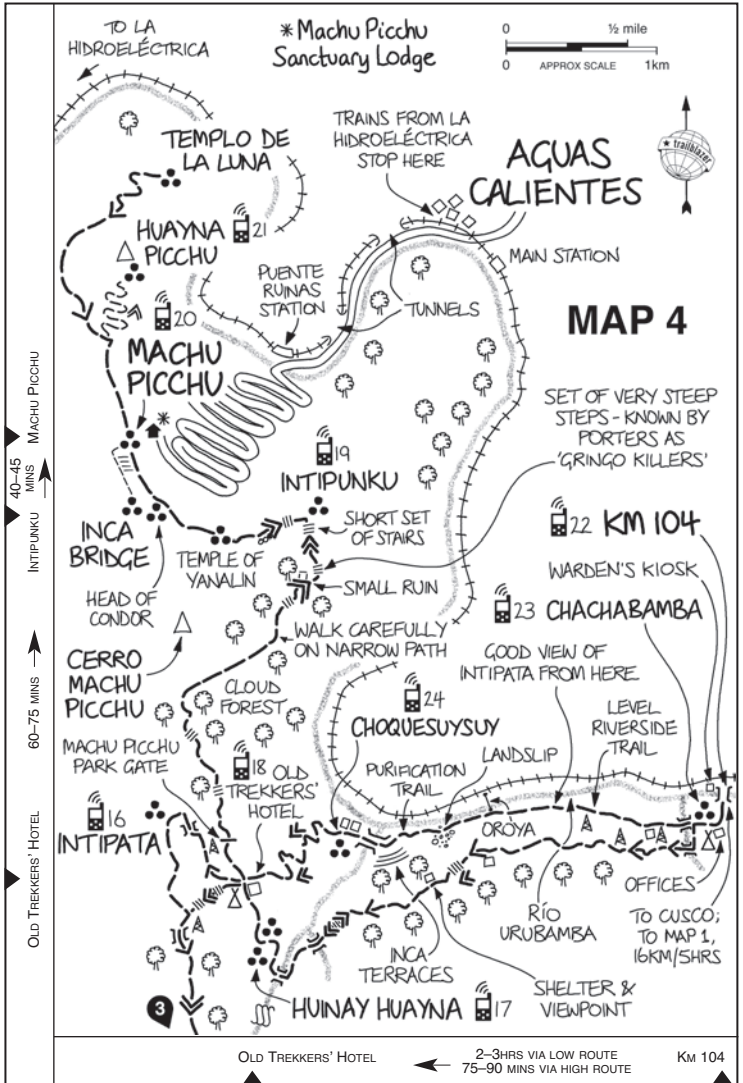 TO LA
HIDROELÉCTRICA
*Machu Picchu
Sanctuary Lodge
0
½ mile
0
APPROX SCALE
1km
★ trailblazer
TEMPLO DE
LA LUNA
TRAINS FROM LA
HIDROELÉCTRICA
STOP HERE
AGUAS
CALIENTES
HUAYNA
PICCHU
21
MAIN STATION
PUENTE
RUINAS
STATION
TUNNELS
20
MAP 4
MACHU
PICCHU
*
SET OF VERY STEEP
STEPS - KNOWN BY
PORTERS AS
'GRINGO KILLERS'
19
INTIPUNKU
INCA
BRIDGE
TEMPLE OF
YANALIN
SHORT SET
OF STAIRS
22 KM 104
HEAD OF
CONDOR
SMALL RUIN
WARDEN'S KIOSK
23 CHACHABAMBA
CERRO
MACHU
PICCHU
WALK CAREFULLY
ON NARROW PATH
GOOD VIEW OF
INTIPATA FROM HERE
CLOUD
FOREST
24
CHOQUESUYSUY
LEVEL
RIVERSIDE
TRAIL
MACHU PICCHU
PARK GATE
18 OLD
TREKKERS'
HOTEL
PURIFICATION
TRAIL
LANDSLIP
16
INTIPATA
OROYA
OFFICES
RÍO
URUBAMBA
TO CUSCO;
TO MAP 1,
16KM/5HRS
INCA
TERRACES
SHELTER &
VIEWPOINT
3
HUINAY HUAYNA 17
MACHU PICCHU
40–45
MINS
INTIPUNKU
60–75 MINS
OLD TREKKERS' HOTEL
OLD TREKKERS' HOTEL
2–3HRS VIA LOW ROUTE
75–90 MINS VIA HIGH ROUTE
KM 104